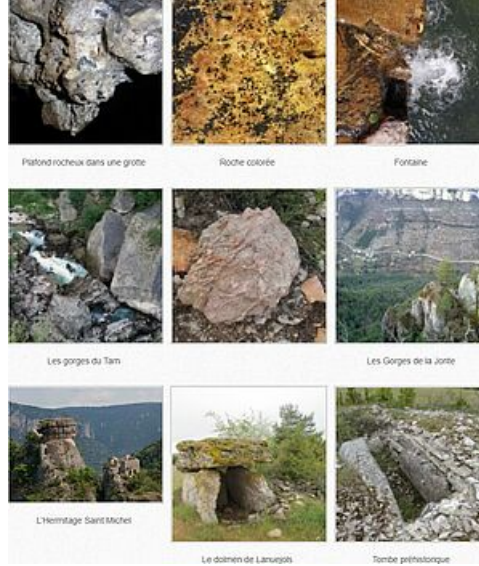 Plafond rocheux dans une grotte
Roche colorée
Fontaine
Les gorges du Tarn
Les Gorges de la Jonte
L'Hermitage Saint Michel
Le dolmen de Lanuejols
Tombe préhistorique